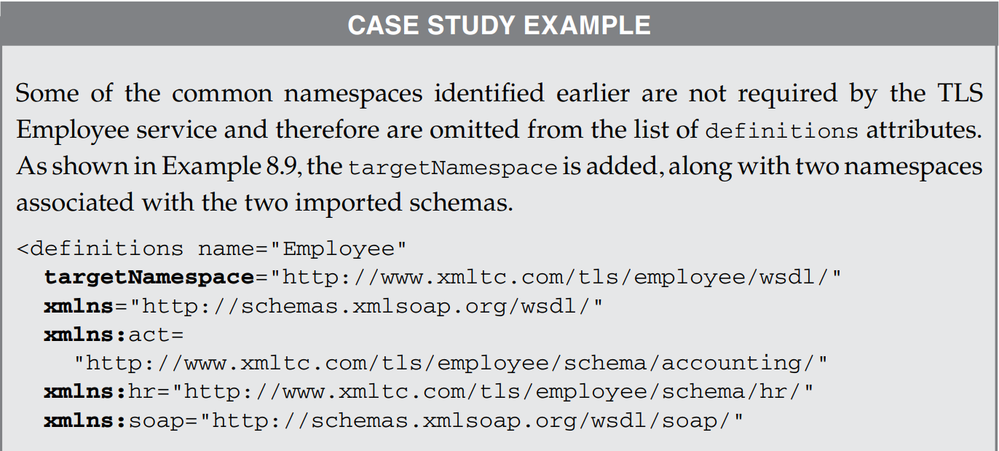 CASE STUDY EXAMPLE
Some of the common namespaces identified earlier are not required by the TLS
Employee service and therefore are omitted from the list of definitions attributes.
As shown in Example 8.9, the targetNamespace is added, along with two namespaces
associated with the two imported schemas.
<definitions name="Employee"
targetNamespace="http://www.xmltc.com/tls/employee/wsdl/"
xmlns="http://schemas.xmlsoap.org/wsdl/"
xmlns:act=
"http://www.xmltc.com/tls/employee/schema/accounting/"
xmlns:hr="http://www.xmltc.com/tls/employee/schema/hr/"
xmlns:soap="http://schemas.xmlsoap.org/wsdl/soap/"